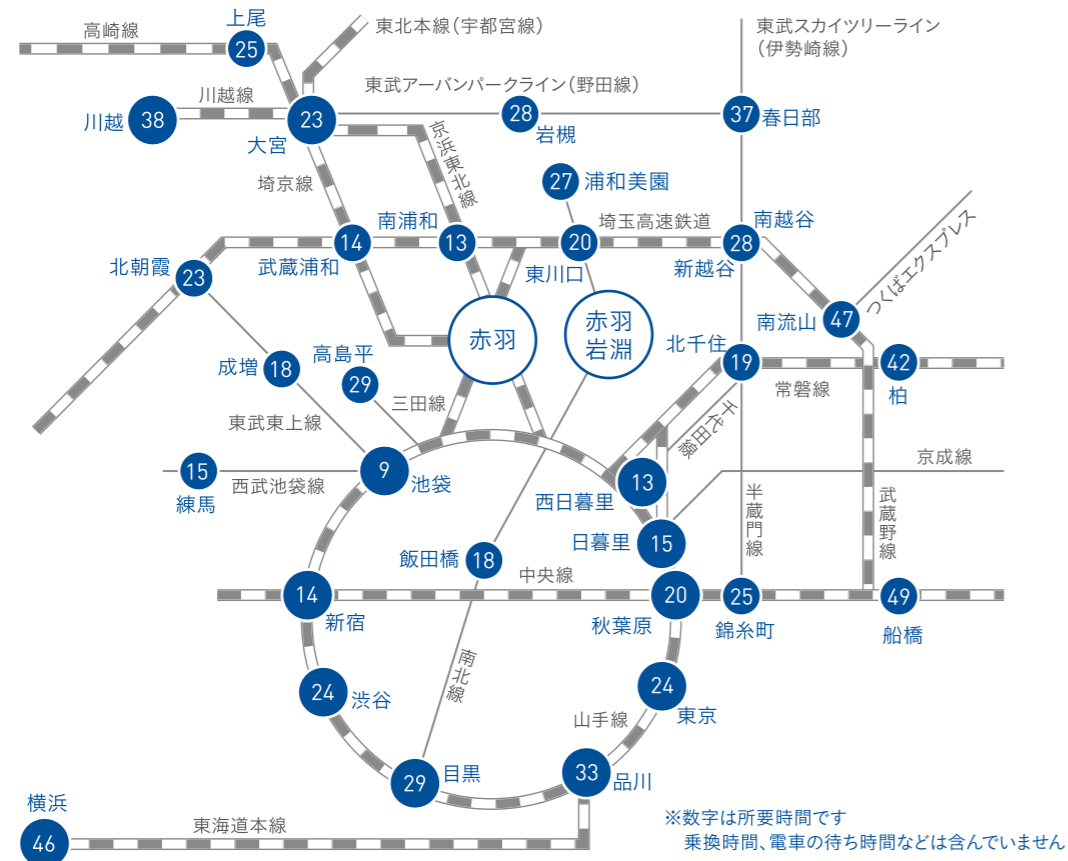 上尾
高崎線
25
東北本線(宇都宮線)
東武スカイツリーライン
(伊勢崎線)
東武アーバンパークライン(野田線)
川越線
川越
38
23
大宮
28
岩槻
37
春日部
京浜東北線
埼京線
27
浦和美園
南浦和
埼玉高速鉄道
南越谷
14
武蔵浦和
13
20
東川口
28
新越谷
つくばエクスプレス
北朝霞
23
赤羽
赤羽
岩淵
南流山
47
北千住
19
42
柏
常磐線
成増
18
高島平
29
三田線
千代田線
東武東上線
15
練馬
西武池袋線
9
池袋
13
西日暮里
京成線
半蔵門線
武蔵野線
日暮里
15
飯田橋
18
中央線
14
新宿
20
秋葉原
25
錦糸町
49
船橋
南北線
24
渋谷
24
東京
山手線
29
目黒
33
品川
横浜
46
東海道本線
※数字は所要時間です
乗換時間、電車の待ち時間などは含んでいません